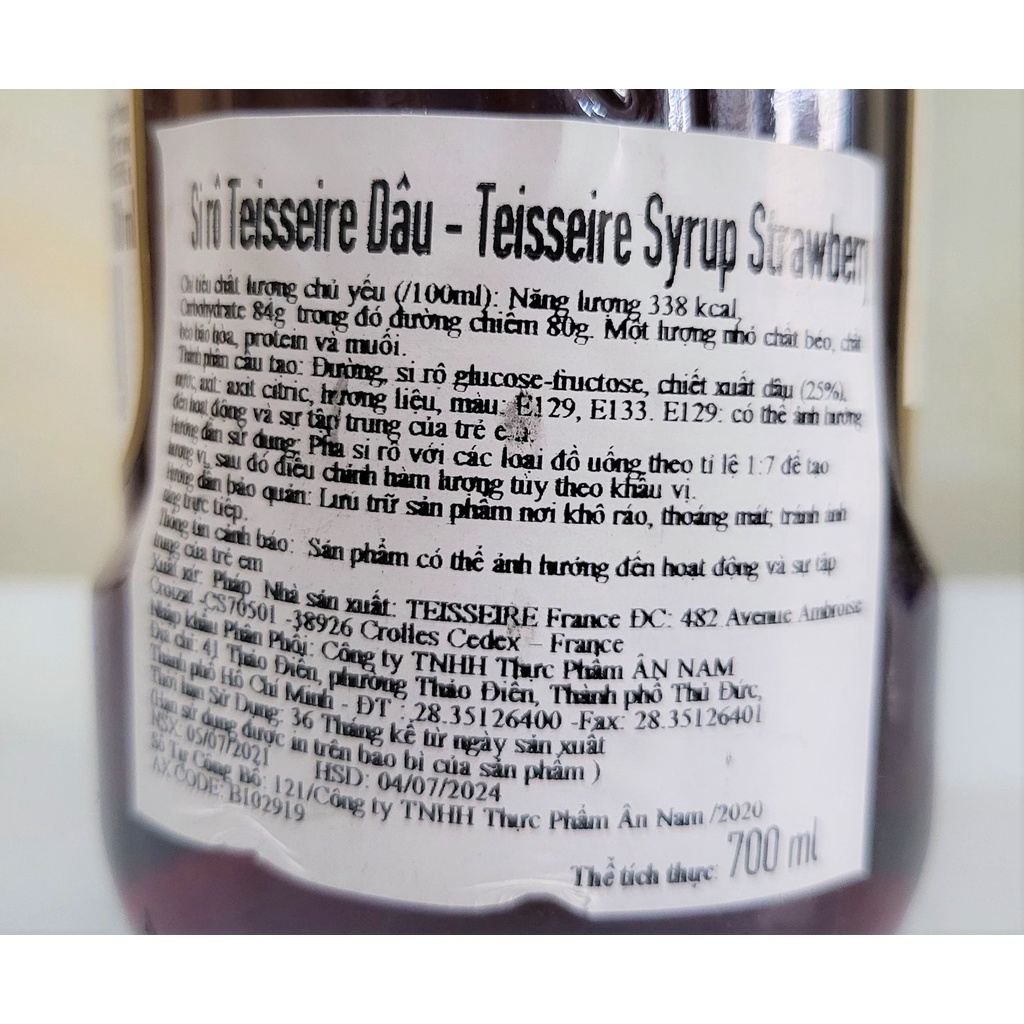 Si rô Teisseire Dâu - Teisseire Syrup Strawberry
Chỉ tiêu chất lượng chủ yếu (/100ml): Năng lượng 338 kcal,
Carbohydrate 84g trong đó đường chiếm 80g. Một lượng nhỏ chất béo, chất
béo bão hòa, protein và muối.
Thành phần cấu tạo: Đường, si rô glucose-fructose, chiết xuất dâu (25%),
nước, axit: axit citric, hương liệu, màu: E129, E133. E129: có thể ảnh hưởng
đến hoạt động và sự tập trung của trẻ em.
Hướng dẫn sử dụng: Pha si rô với các loại đồ uống theo tỉ lệ 1:7 để tạo
hương vị, sau đó điều chỉnh hàm lượng tùy theo khẩu vị.
Hướng dẫn bảo quản: Lưu trữ sản phẩm nơi khô ráo, thoáng mát, tránh ánh
nắng trực tiếp.
Thông tin cảnh báo: Sản phẩm có thể ảnh hưởng đến hoạt động và sự tập
trung của trẻ em
Xuất xứ: Pháp Nhà sản xuất: TEISSEIRE France ĐC: 482 Avenue Ambroise
Croizat -CS70501 -38926 Crolles Cedex – France
Nhập khẩu Phân Phối: Công ty TNHH Thực Phẩm ÂN NAM
Địa chỉ: 41 Thảo Điền, phường Thảo Điền, Thành phố Thủ Đức,
Thành phố Hồ Chí Minh - ĐT : 28.35126400 -Fax: 28.35126401
Thời hạn Sử Dụng: 36 Tháng kể từ ngày sản xuất
(Hạn sử dụng được in trên bao bì của sản phẩm )
NSX: 05/07/2021 HSD: 04/07/2024
Số Tự Công Bố: 121/Công ty TNHH Thực Phẩm Ân Nam /2020
AX CODE: B102919
Thể tích thực: 700 ml